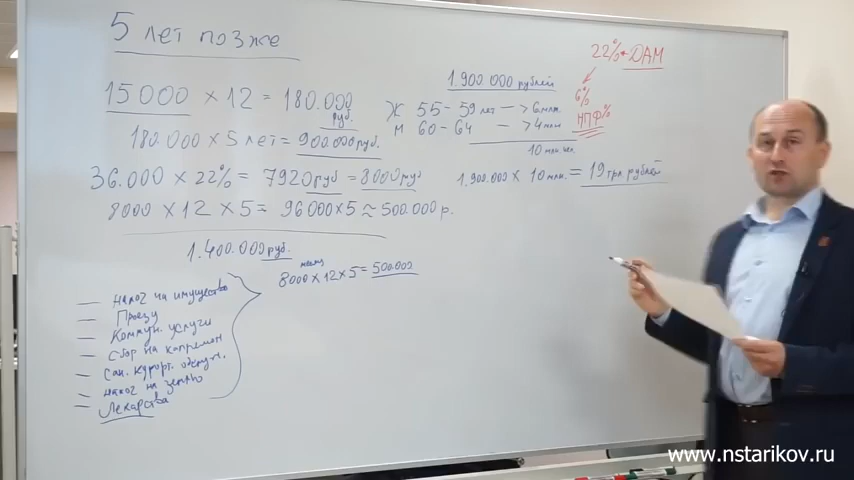 5 лет позже
15000 × 12 = 180.000 руб.
180.000 × 5 лет = 900.000 руб.
36.000 × 22% = 7920 руб = 8000 руб
8000 × 12 × 5 = 96000 × 5 ≈ 500.000 р.
1.400.000 руб.
— налог на имущество
— Проезд
— Коммун. услуги
— сбор на капремон
— Сан. курорт.
— налог на землю
— Лекарства
8000 × 12 × 5 = 500.000
1.900.000 рублей
Ж 55 - 59 лет —> 6 млн.
М 60 - 64 —> 4 млн
10 млн. чел.
1.900.000 × 10 млн. = 19 трл. рублей
22% ДАМ
6%
НПФ%
www.nstarikov.ru